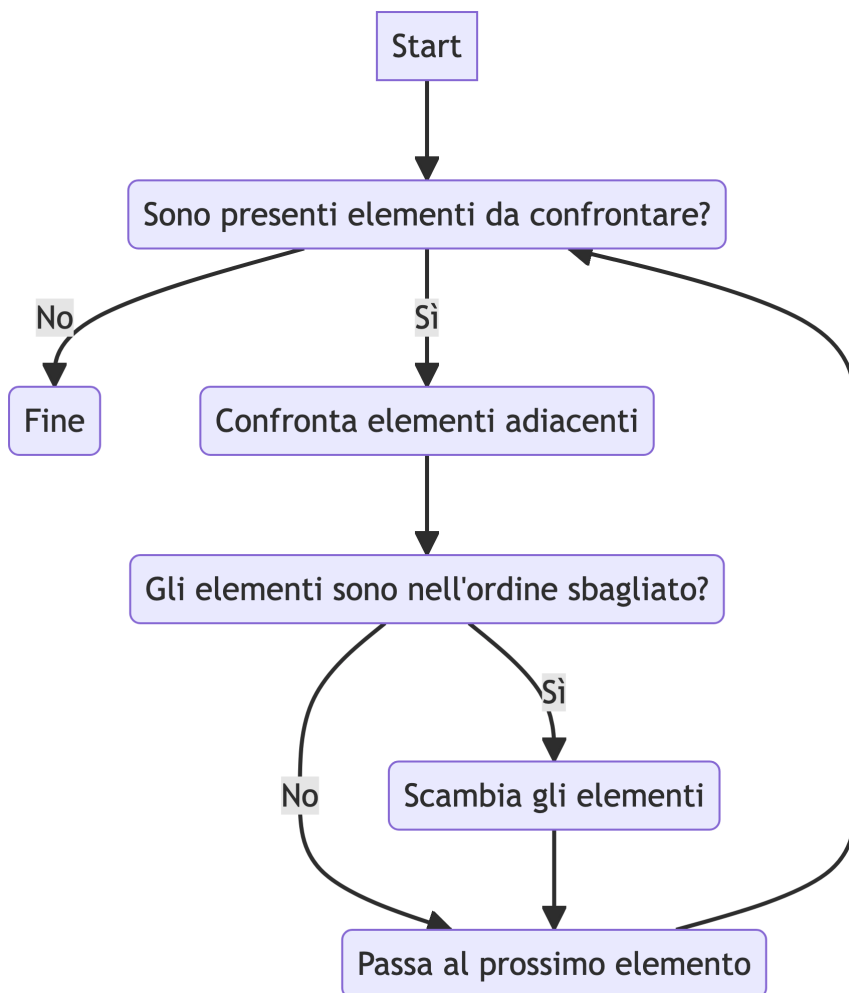 Start
Sono presenti elementi da confrontare?
No
Sì
Fine
Confronta elementi adiacenti
Gli elementi sono nell'ordine sbagliato?
Sì
No
Scambia gli elementi
Passa al prossimo elemento